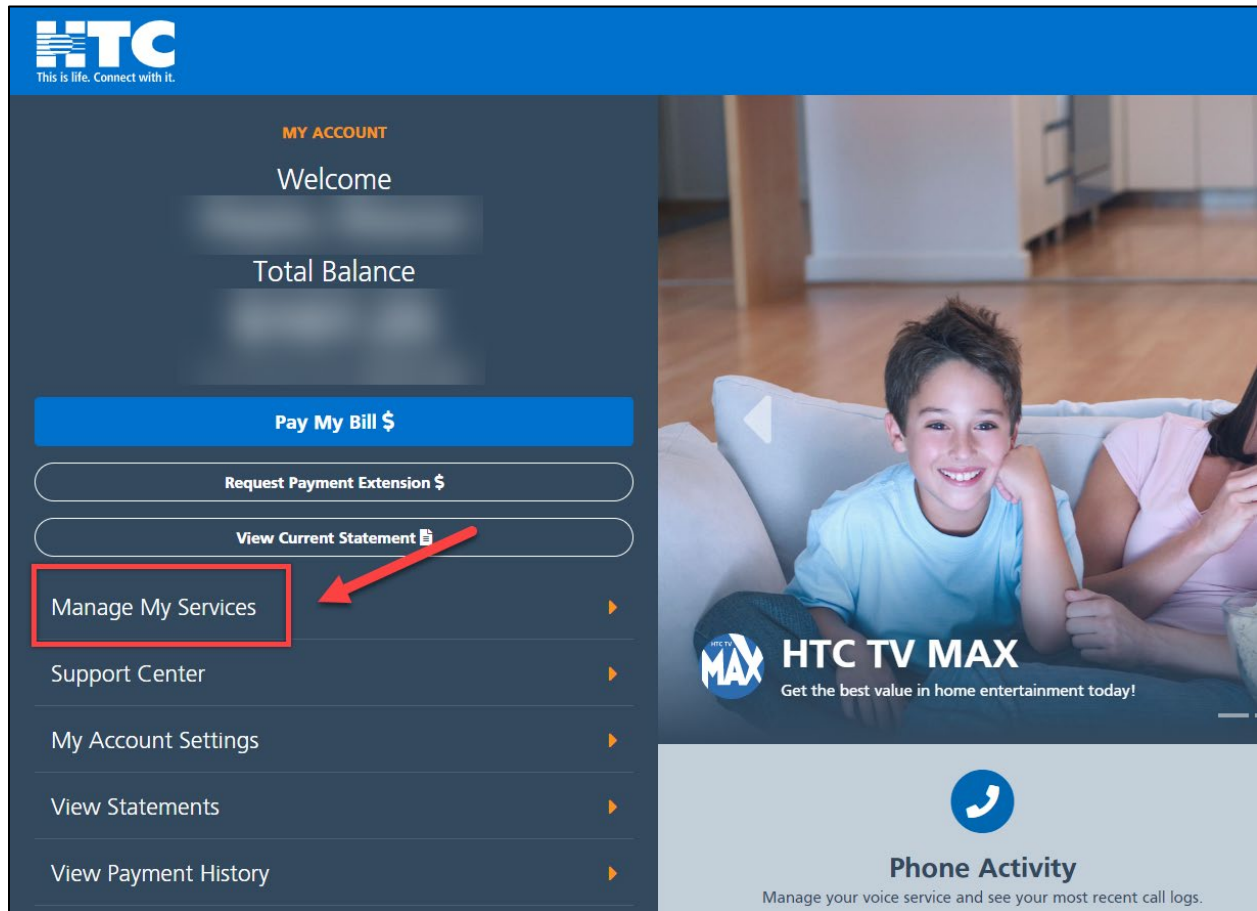 HTC
This is life. Connect with it.
MY ACCOUNT
Welcome
Total Balance
Pay My Bill $
Request Payment Extension $
View Current Statement
Manage My Services
Support Center
My Account Settings
View Statements
View Payment History
HTC TV
MAX
HTC TV MAX
Get the best value in home entertainment today!
Phone Activity
Manage your voice service and see your most recent call logs.